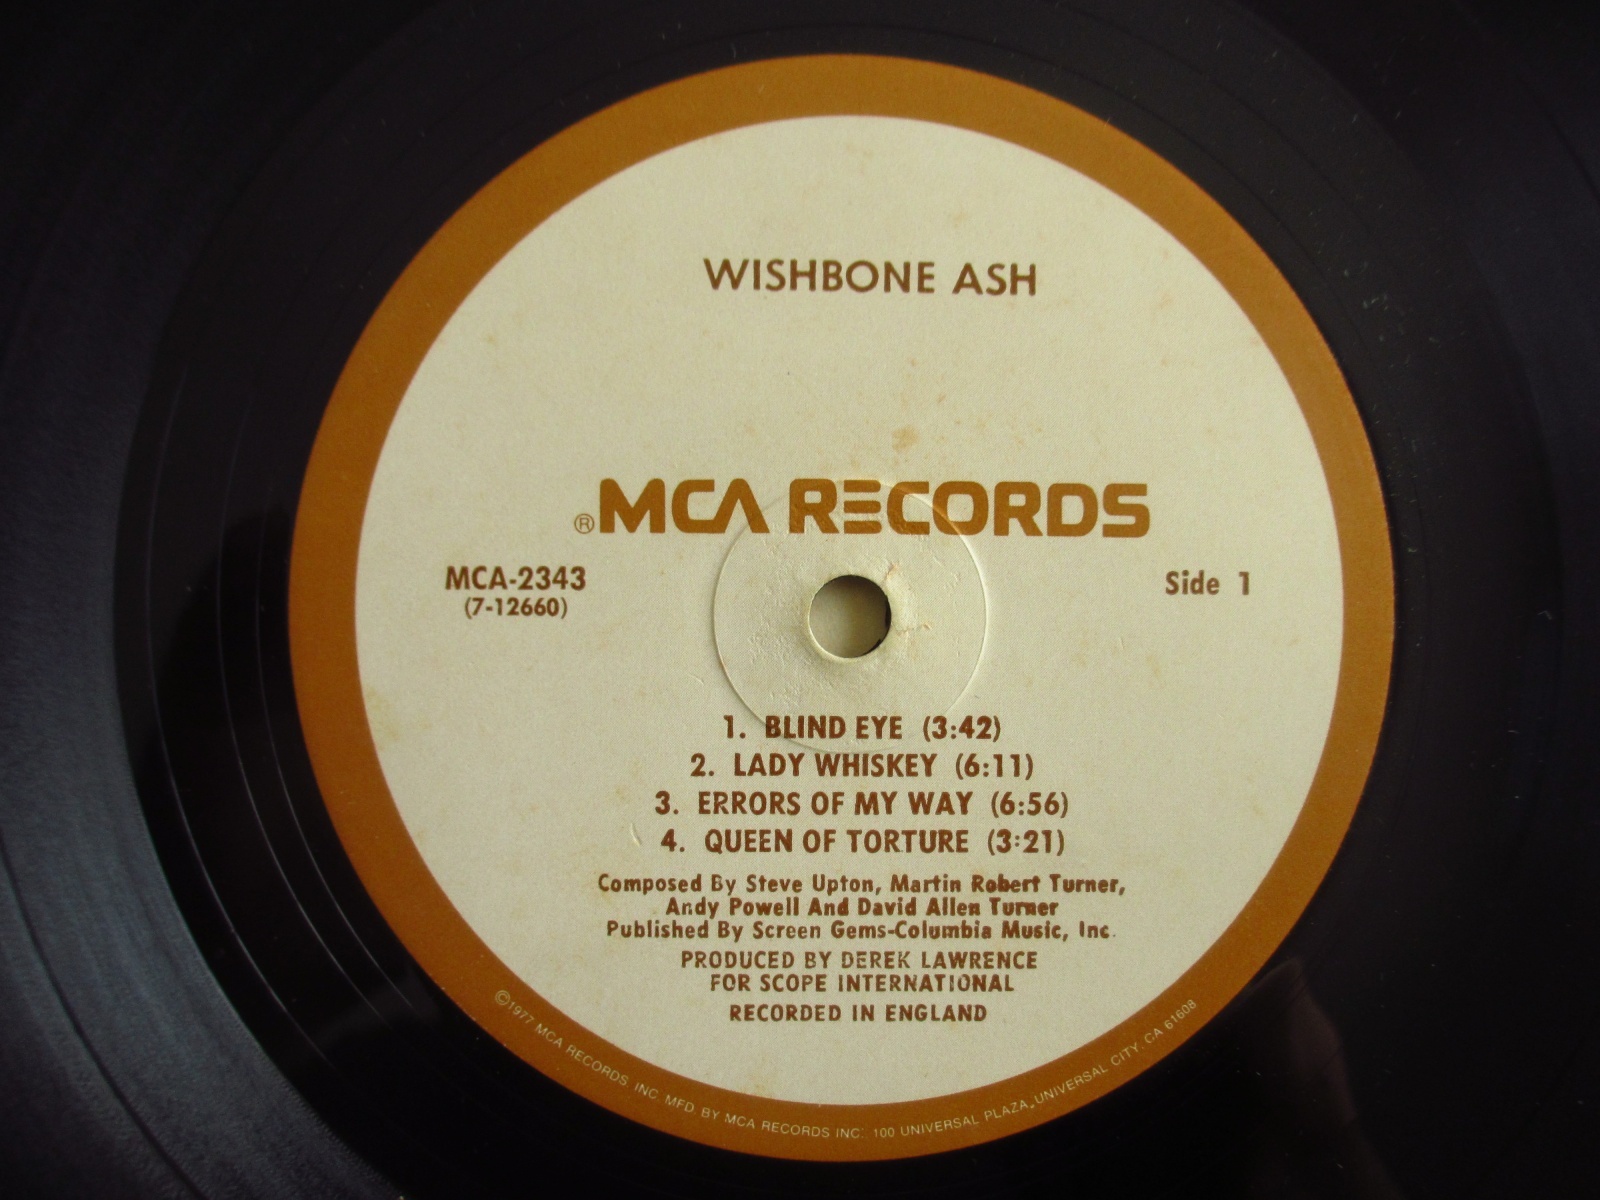 WISHBONE ASH
®MCA RECORDS
MCA-2343
(7-12660)
Side 1
1. BLIND EYE (3:42)
2. LADY WHISKEY (6:11)
3. ERRORS OF MY WAY (6:56)
4. QUEEN OF TORTURE (3:21)
Composed By Steve Upton, Martin Robert Turner,
Andy Powell And David Allen Turner
Published By Screen Gems-Columbia Music, Inc.
PRODUCED BY DEREK LAWRENCE
FOR SCOPE INTERNATIONAL
RECORDED IN ENGLAND
©1977 MCA RECORDS, INC. MFD. BY MCA RECORDS INC. 100 UNIVERSAL PLAZA, UNIVERSAL CITY, CA 61608